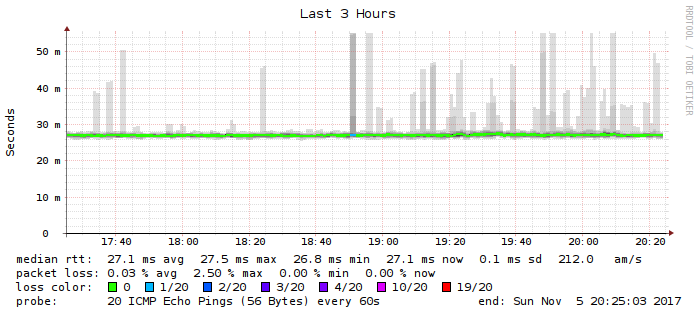 Last 3 Hours
RRDTOOL / TOBI OETIKER
Seconds
50 m
40 m
30 m
20 m
10 m
0
17:40 18:00 18:20 18:40 19:00 19:20 19:40 20:00 20:20
median rtt: 27.1 ms avg 27.5 ms max 26.8 ms min 27.1 ms now 0.1 ms sd 212.0 am/s
packet loss: 0.03 % avg 2.50 % max 0.00 % min 0.00 % now
loss color: 0 1/20 2/20 3/20 4/20 10/20 19/20
probe: 20 ICMP Echo Pings (56 Bytes) every 60s end: Sun Nov 5 20:25:03 2017